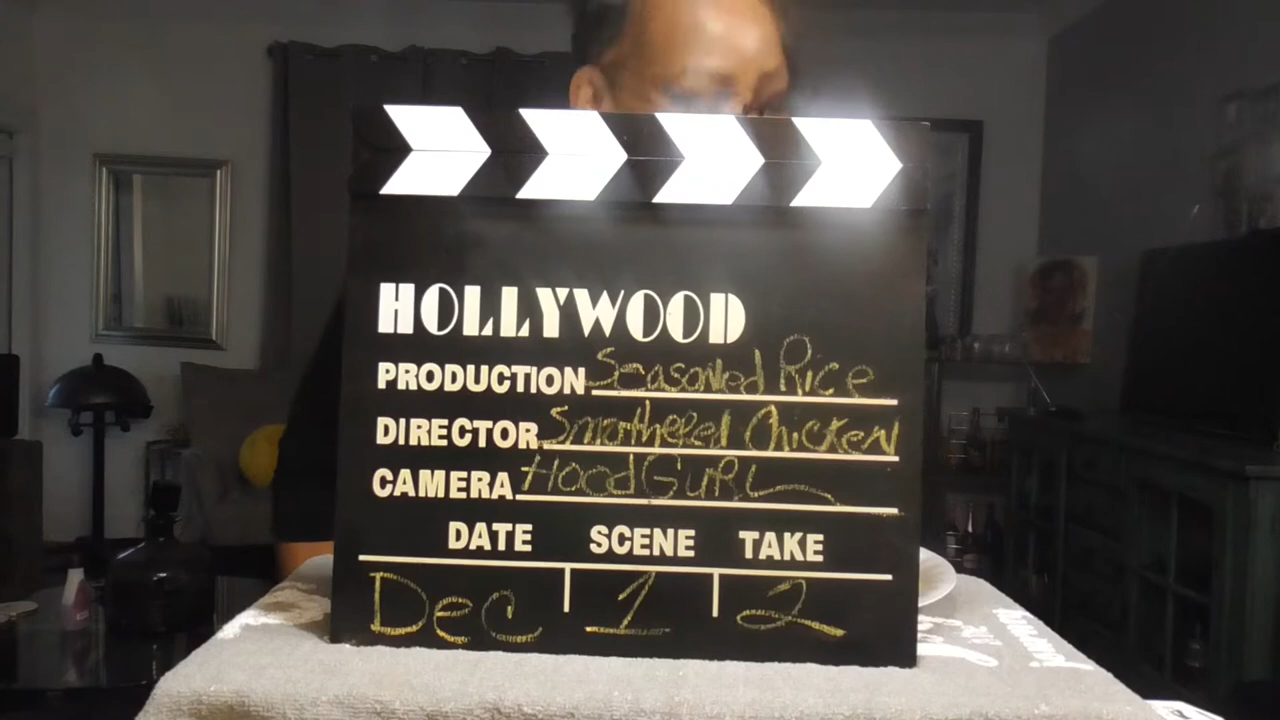 HOLLYWOOD
PRODUCTION Seasoned Rice
DIRECTOR Smothered Chicken
CAMERA HoodGuRL
DATE SCENE TAKE
Dec 1 2